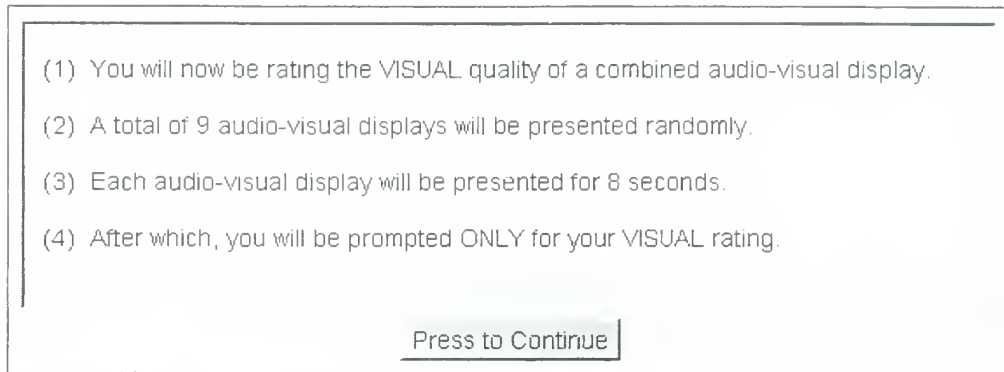 (1) You will now be rating the VISUAL quality of a combined audio-visual display.
(2) A total of 9 audio-visual displays will be presented randomly.
(3) Each audio-visual display will be presented for 8 seconds.
(4) After which, you will be prompted ONLY for your VISUAL rating.
Press to Continue